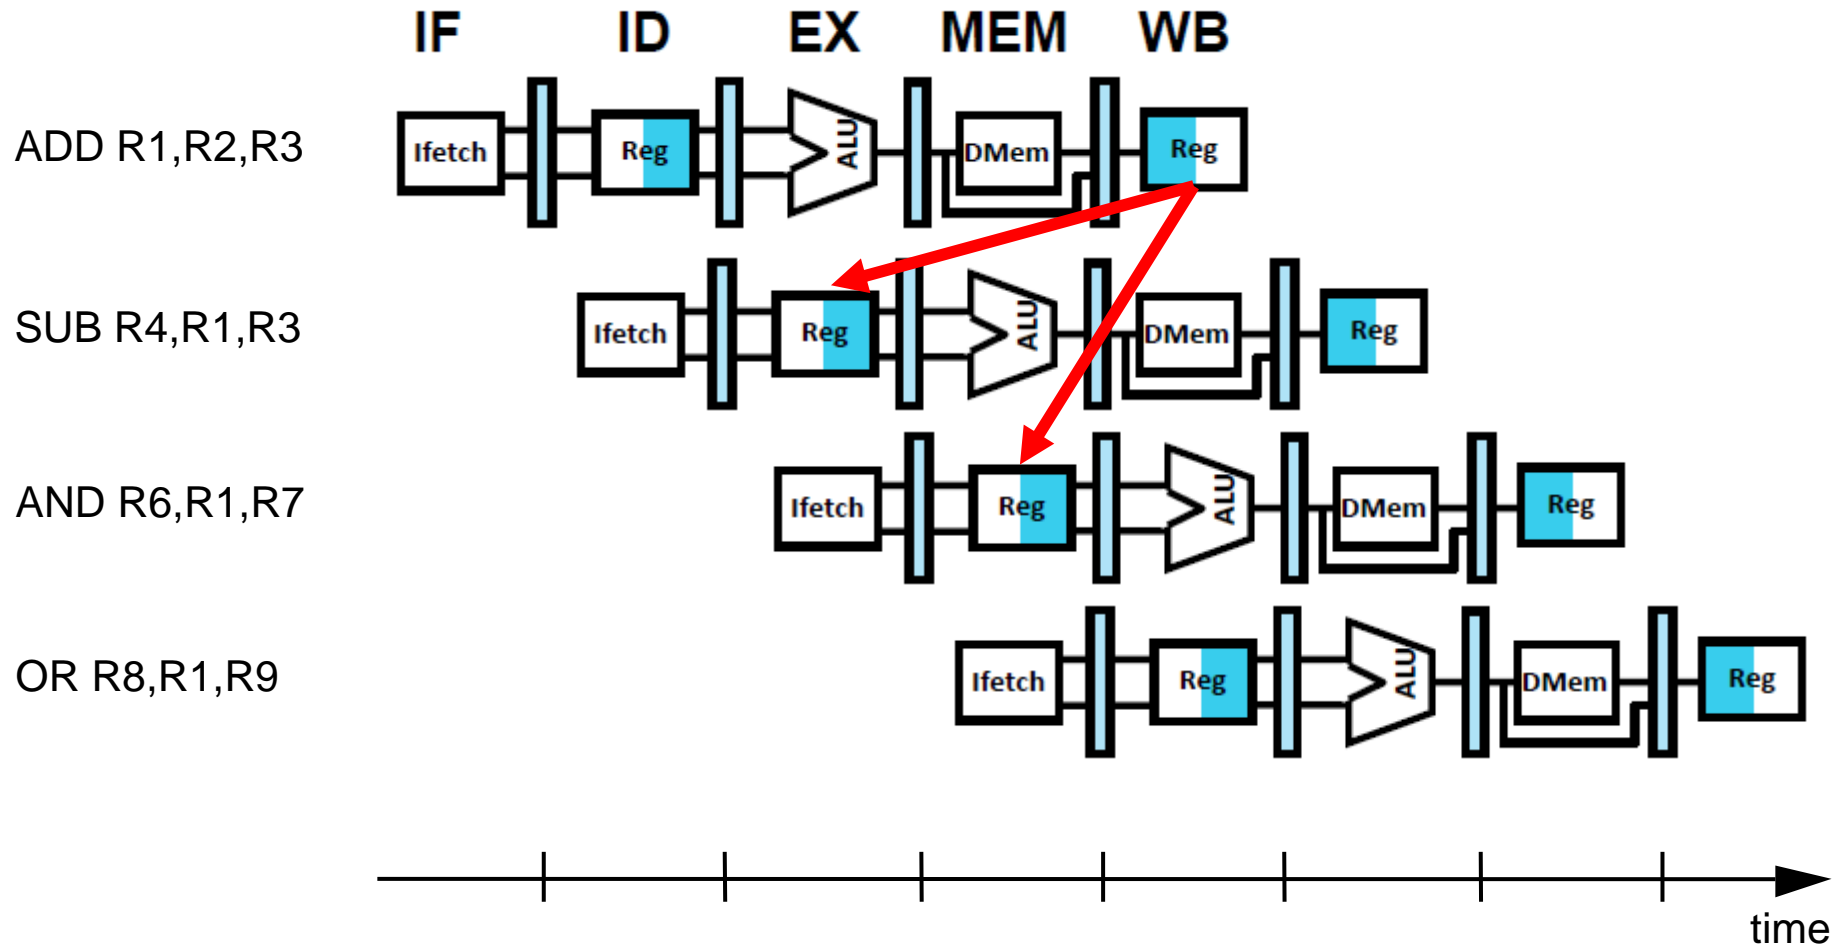 IF ID EX MEM WB
ADD R1,R2,R3 Ifetch Reg ALU DMem Reg
SUB R4,R1,R3 Ifetch Reg ALU DMem Reg
AND R6,R1,R7 Ifetch Reg ALU DMem Reg
OR R8,R1,R9 Ifetch Reg ALU DMem Reg
time